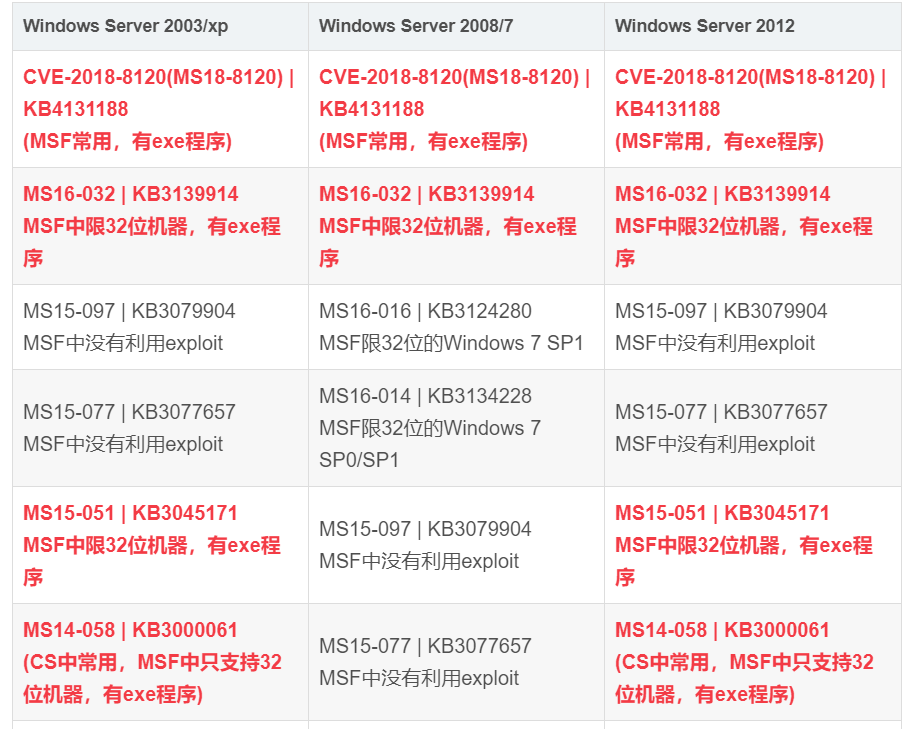 Windows Server 2003/xp
Windows Server 2008/7
Windows Server 2012
CVE-2018-8120(MS18-8120) |
KB4131188
(MSF常用，有exe程序)
CVE-2018-8120(MS18-8120) |
KB4131188
(MSF常用，有exe程序)
CVE-2018-8120(MS18-8120) |
KB4131188
(MSF常用，有exe程序)
MS16-032 | KB3139914
MSF中限32位机器，有exe程
序
MS16-032 | KB3139914
MSF中限32位机器，有exe程
序
MS16-032 | KB3139914
MSF中限32位机器，有exe程
序
MS15-097 | KB3079904
MSF中没有利用exploit
MS16-016 | KB3124280
MSF限32位的Windows 7 SP1
MS15-097 | KB3079904
MSF中没有利用exploit
MS15-077 | KB3077657
MSF中没有利用exploit
MS16-014 | KB3134228
MSF限32位的Windows 7
SP0/SP1
MS15-077 | KB3077657
MSF中没有利用exploit
MS15-051 | KB3045171
MSF中限32位机器，有exe程
序
MS15-097 | KB3079904
MSF中没有利用exploit
MS15-051 | KB3045171
MSF中限32位机器，有exe程
序
MS14-058 | KB3000061
(CS中常用，MSF中只支持32
位机器，有exe程序)
MS15-077 | KB3077657
MSF中没有利用exploit
MS14-058 | KB3000061
(CS中常用，MSF中只支持32
位机器，有exe程序)